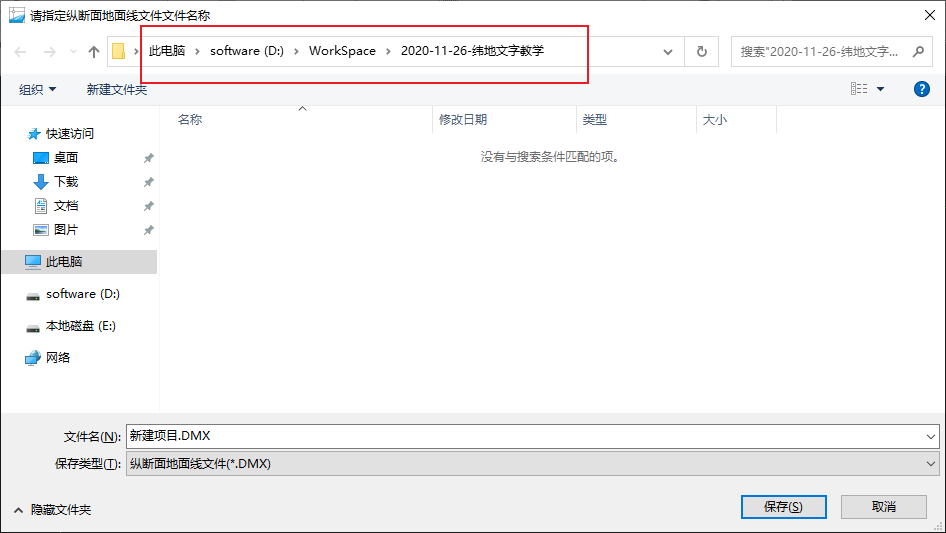 请指定纵断面地面线文件文件名称
此电脑 › software (D:) › WorkSpace › 2020-11-26-纬地文字教学
搜索"2020-11-26-纬地文字...
组织 新建文件夹
名称 修改日期 类型 大小
没有与搜索条件匹配的项。
快速访问
桌面
下载
文档
图片
此电脑
software (D:)
本地磁盘 (E:)
网络
文件名(N): 新建项目.DMX
保存类型(T): 纵断面地面线文件(*.DMX)
隐藏文件夹
保存(S) 取消